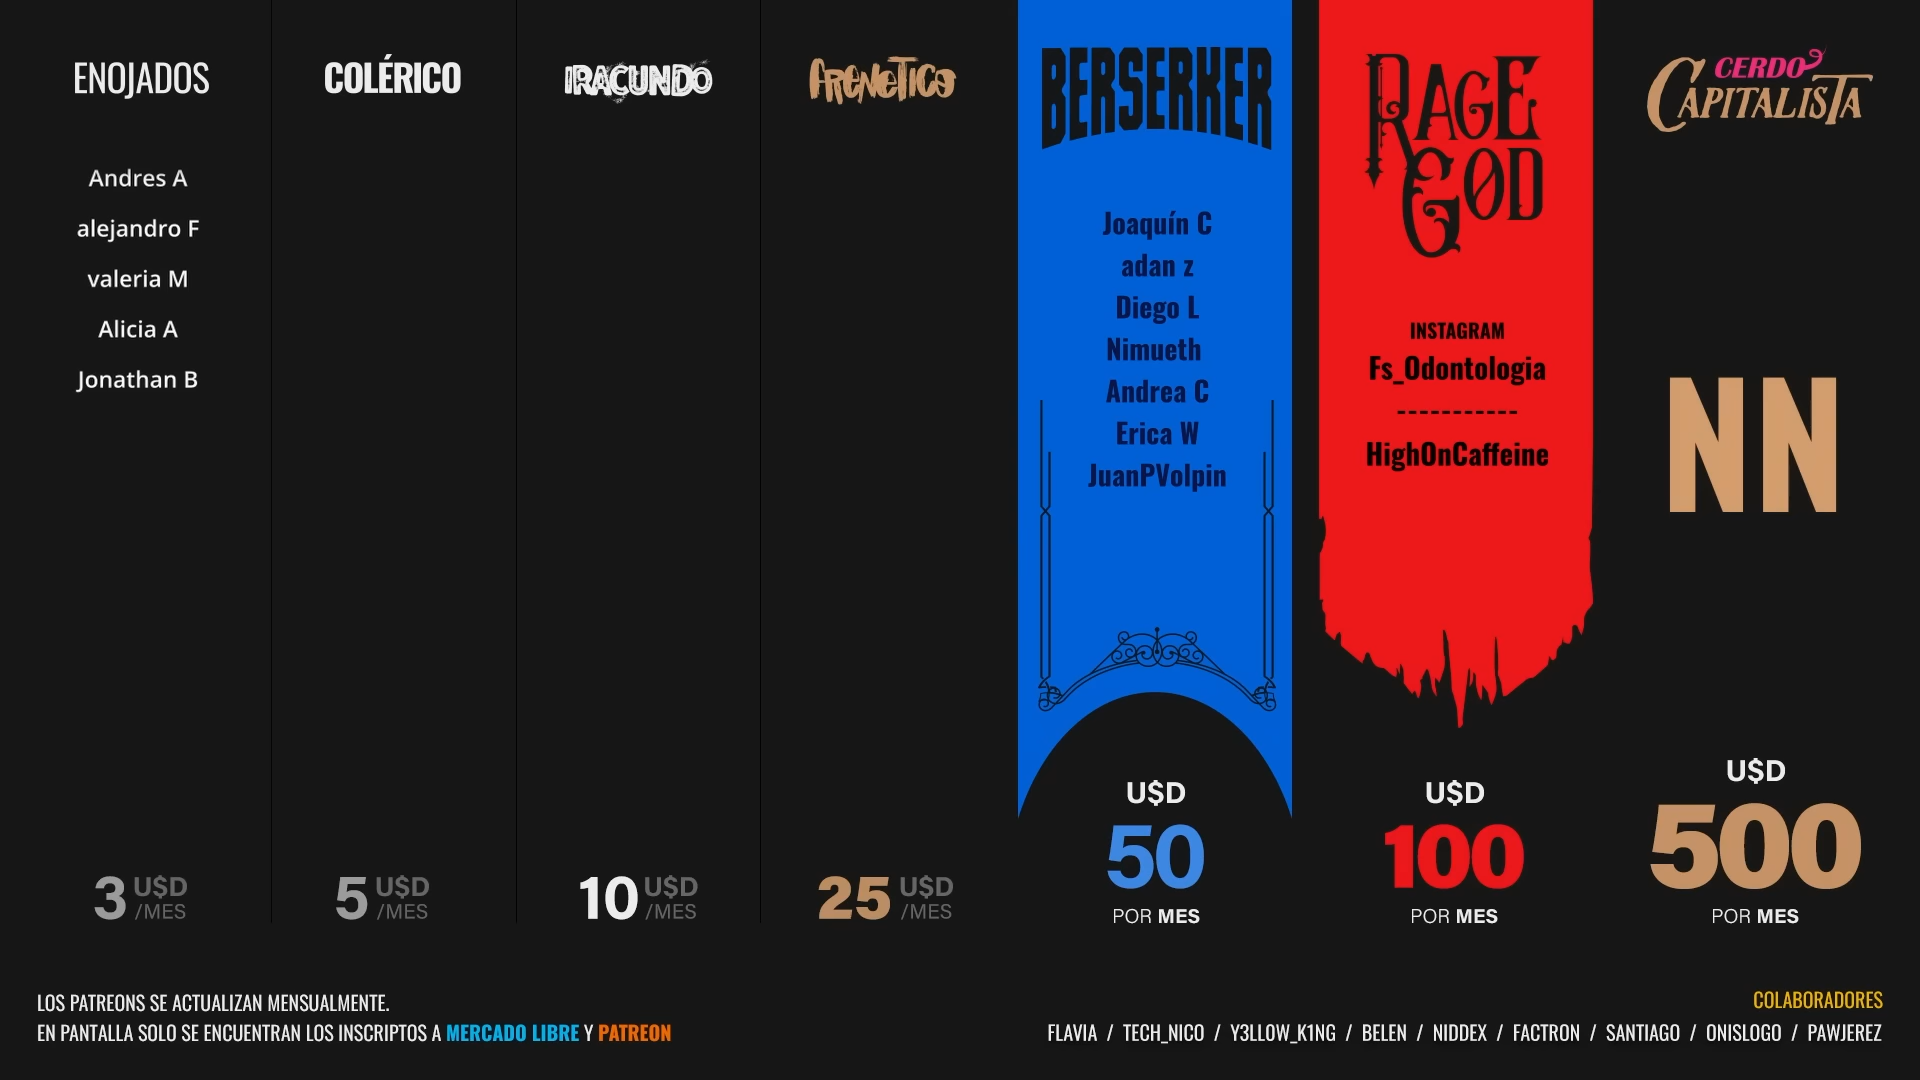 ENOJADOS
Andres A
alejandro F
valeria M
Alicia A
Jonathan B
3 U$D
/MES
COLÉRICO
5 U$D
/MES
IRACUNDO
10 U$D
/MES
FRENETICO
25 U$D
/MES
BERSERKER
Joaquín C
adan z
Diego L
Nimueth
Andrea C
Erica W
JuanPVolpin
U$D
50
POR MES
RAGE
GOD
INSTAGRAM
Fs_Odontologia
-----------
HighOnCaffeine
U$D
100
POR MES
CERDO
CAPITALISTA
NN
U$D
500
POR MES
LOS PATREONS SE ACTUALIZAN MENSUALMENTE.
EN PANTALLA SOLO SE ENCUENTRAN LOS INSCRIPTOS A MERCADO LIBRE Y PATREON
COLABORADORES
FLAVIA / TECH_NICO / Y3LLOW_K1NG / BELEN / NIDDEX / FACTRON / SANTIAGO / ONISLOGO / PAWJEREZ